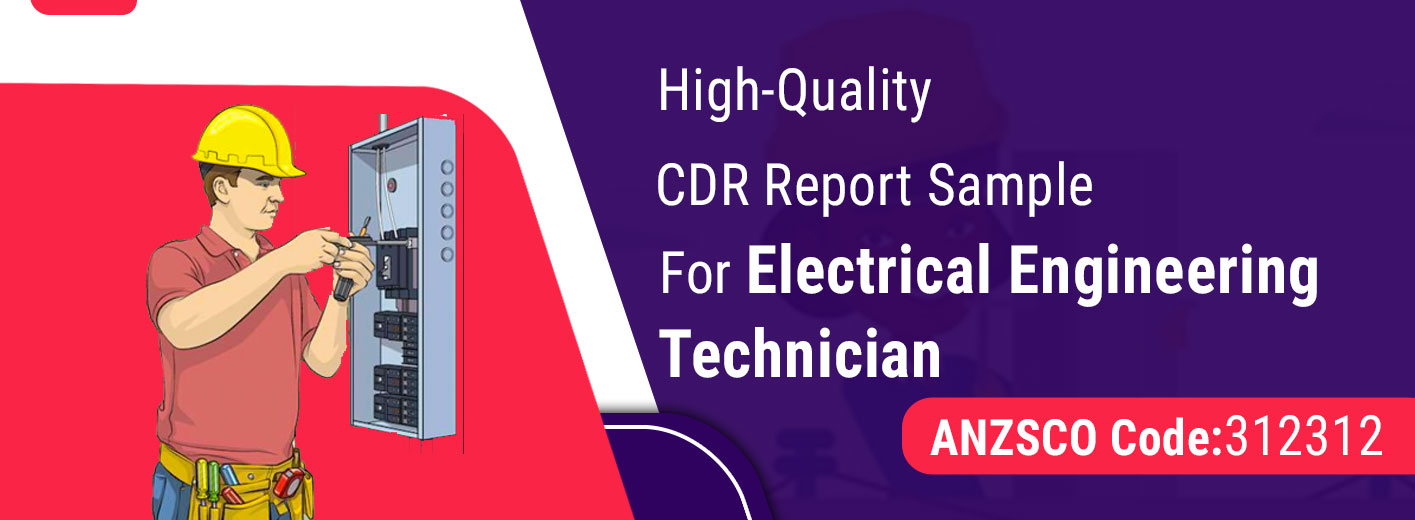 High-Quality
CDR Report Sample
For Electrical Engineering
Technician
ANZSCO Code:312312